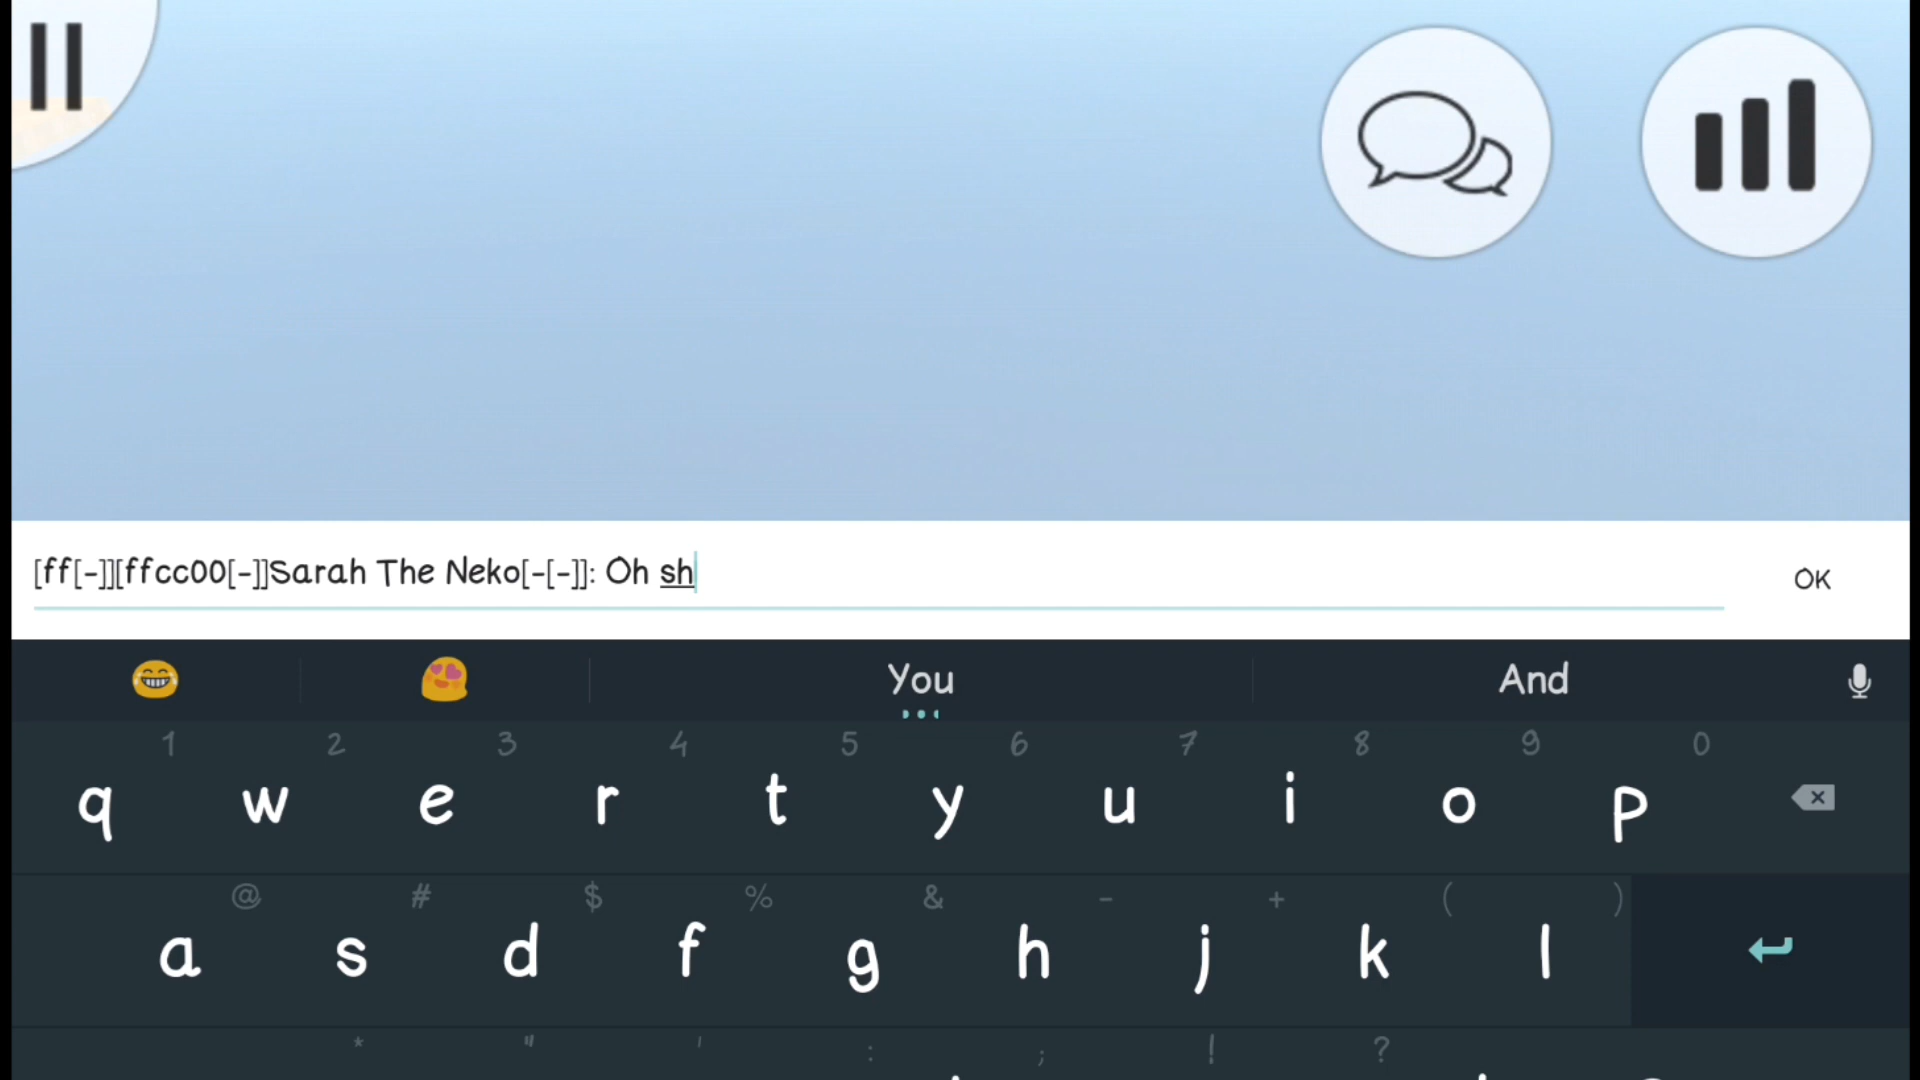 [ff[-]][ffcc00[-]]Sarah The Neko[-[-]]: Oh sh
OK
You
And
1 2 3 4 5 6 7 8 9 0
q w e r t y u i o p
@ # $ % & - + ( )
a s d f g h j k l
* " ' : ; ! ?